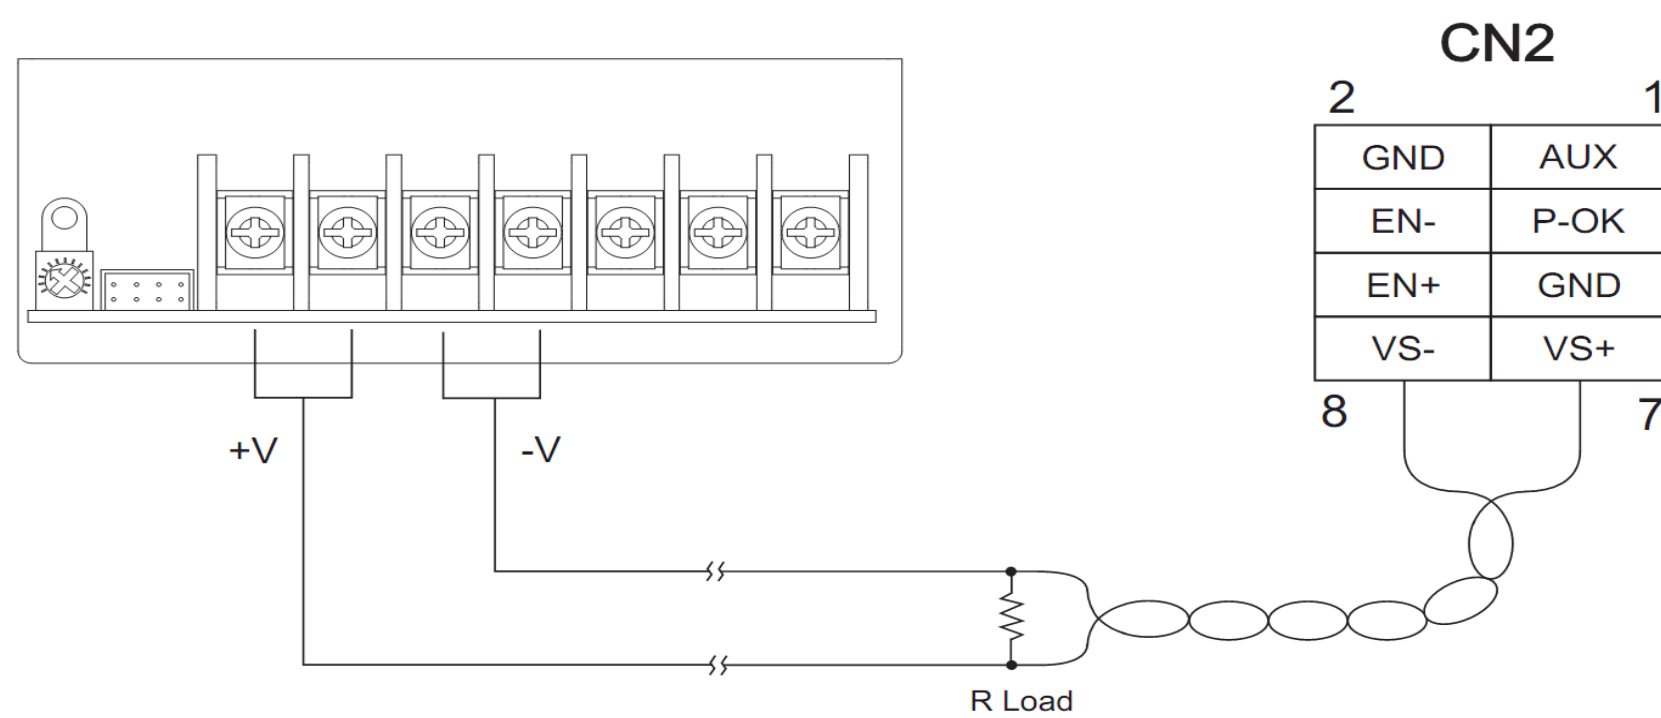 CN2
2 1
GND AUX
EN- P-OK
EN+ GND
VS- VS+
8 7
+V -V
R Load